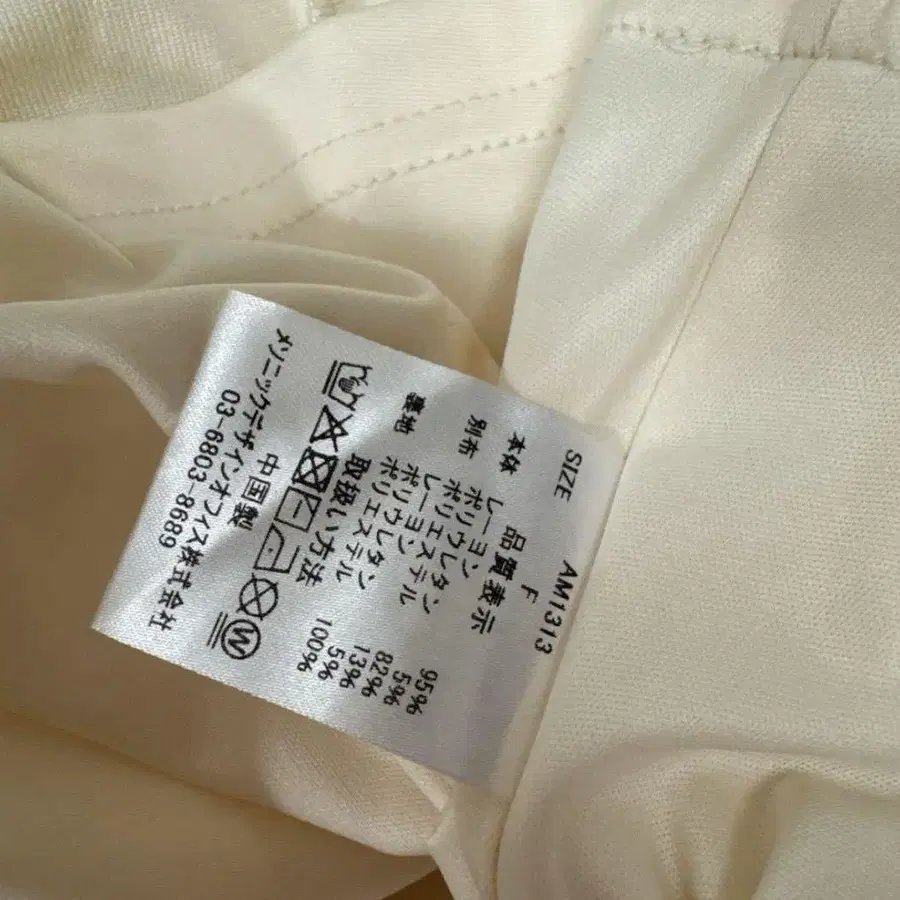 AM1313
SIZE F
品質表示
本体 レーヨン 95%
ポリウレタン 5%
別布 ポリエステル 82%
レーヨン 13%
ポリウレタン 5%
裏地 ポリエステル 100%
取扱い方法
W
中国製
メソニックデザインオフィス株式会社
03-6803-8689